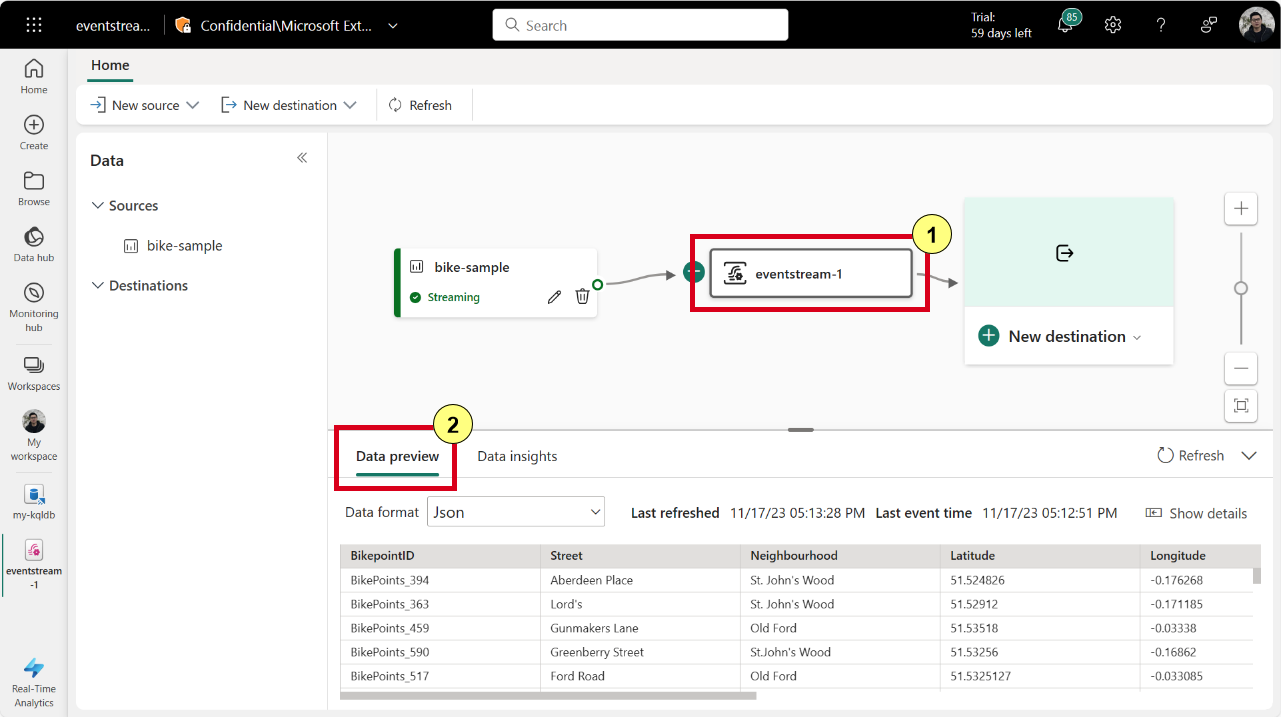 eventstrea... Confidential\Microsoft Ext... Search Trial: 85
59 days left
Home
Create
Browse
Data hub
Monitoring
hub
Workspaces
My
workspace
my-kqldb
eventstream
-1
Real-Time
Analytics
Home
New source New destination Refresh
Data
Sources
bike-sample
Destinations
bike-sample
Streaming
1
eventstream-1
New destination
2
Data preview Data insights Refresh
Data format Json Last refreshed 11/17/23 05:13:28 PM Last event time 11/17/23 05:12:51 PM Show details
BikepointID Street Neighbourhood Latitude Longitude
BikePoints_394 Aberdeen Place St. John's Wood 51.524826 -0.176268
BikePoints_363 Lord's St. John's Wood 51.52912 -0.171185
BikePoints_459 Gunmakers Lane Old Ford 51.53518 -0.03338
BikePoints_590 Greenberry Street St.John's Wood 51.53256 -0.16862
BikePoints_517 Ford Road Old Ford 51.5325127 -0.033085